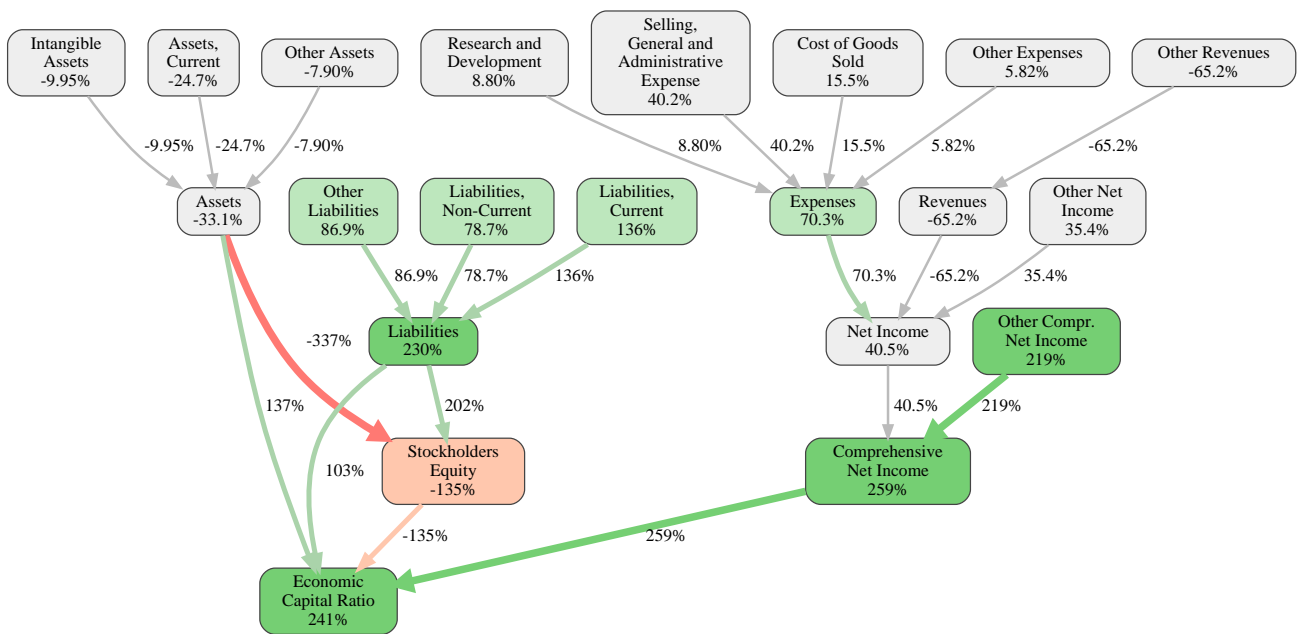 Intangible
Assets
-9.95%
Assets,
Current
-24.7%
Other Assets
-7.90%
Research and
Development
8.80%
Selling,
General and
Administrative
Expense
40.2%
Cost of Goods
Sold
15.5%
Other Expenses
5.82%
Other Revenues
-65.2%
-9.95%
-24.7%
-7.90%
8.80%
40.2%
15.5%
5.82%
-65.2%
Assets
-33.1%
Other
Liabilities
86.9%
Liabilities,
Non-Current
78.7%
Liabilities,
Current
136%
Expenses
70.3%
Revenues
-65.2%
Other Net
Income
35.4%
86.9%
78.7%
136%
70.3%
-65.2%
35.4%
Liabilities
230%
Net Income
40.5%
Other Compr.
Net Income
219%
-337%
137%
202%
40.5%
219%
103%
Stockholders
Equity
-135%
Comprehensive
Net Income
259%
-135%
259%
Economic
Capital Ratio
241%